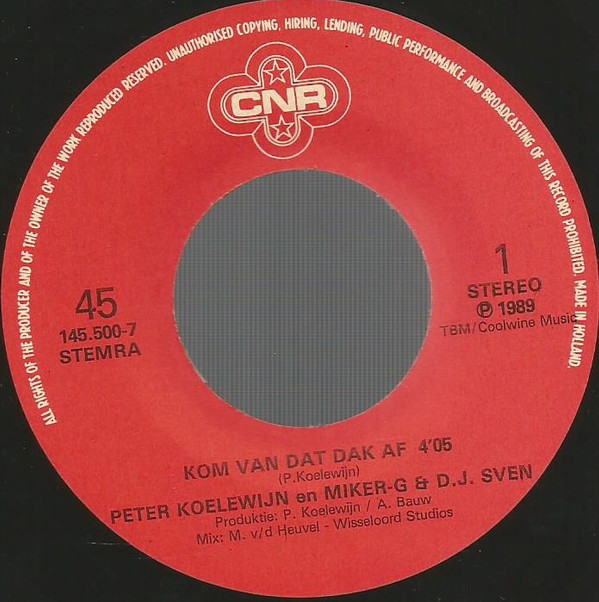 ALL RIGHTS OF THE PRODUCER AND OF THE OWNER OF THE WORK REPRODUCED RESERVED. UNAUTHORISED COPYING, HIRING, LENDING, PUBLIC PERFORMANCE AND BROADCASTING OF THIS RECORD PROHIBITED. MADE IN HOLLAND.
CNR
45
145.500-7
STEMRA
1
STEREO
℗ 1989
TBM/Coolwine Music
KOM VAN DAT DAK AF 4'05
(P.Koelewijn)
PETER KOELEWIJN en MIKER-G & D.J. SVEN
Produktie: P. Koelewijn / A. Bauw
Mix: M. v/d Heuvel - Wisseloord Studios